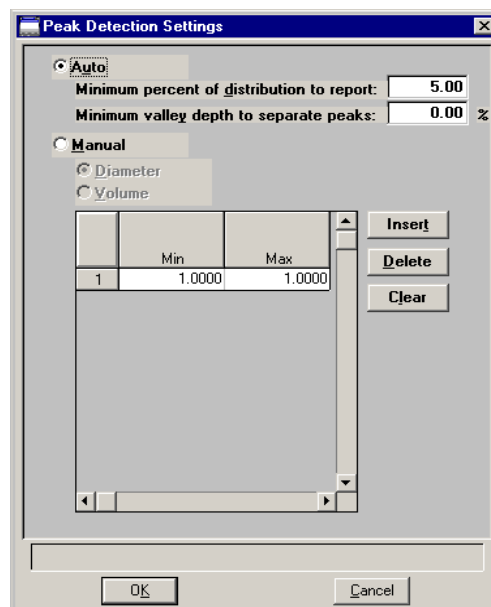 Peak Detection Settings
Auto
Minimum percent of distribution to report: 5.00
Minimum valley depth to separate peaks: 0.00 %
Manual
Diameter
Volume
Min Max
1 1.0000 1.0000
Insert
Delete
Clear
OK Cancel